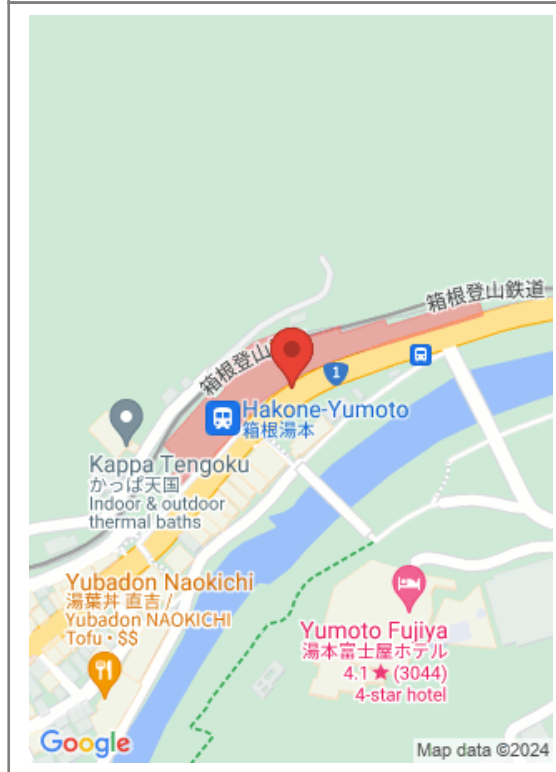 箱根登山鉄道
箱根登山
1
Hakone-Yumoto
箱根湯本
Kappa Tengoku
かっぱ天国
Indoor & outdoor
thermal baths
Yubadon Naokichi
湯葉丼 直吉 /
Yubadon NAOKICHI
Tofu • $$
Yumoto Fujiya
湯本富士屋ホテル
4.1 ★ (3044)
4-star hotel
Google
Map data ©2024